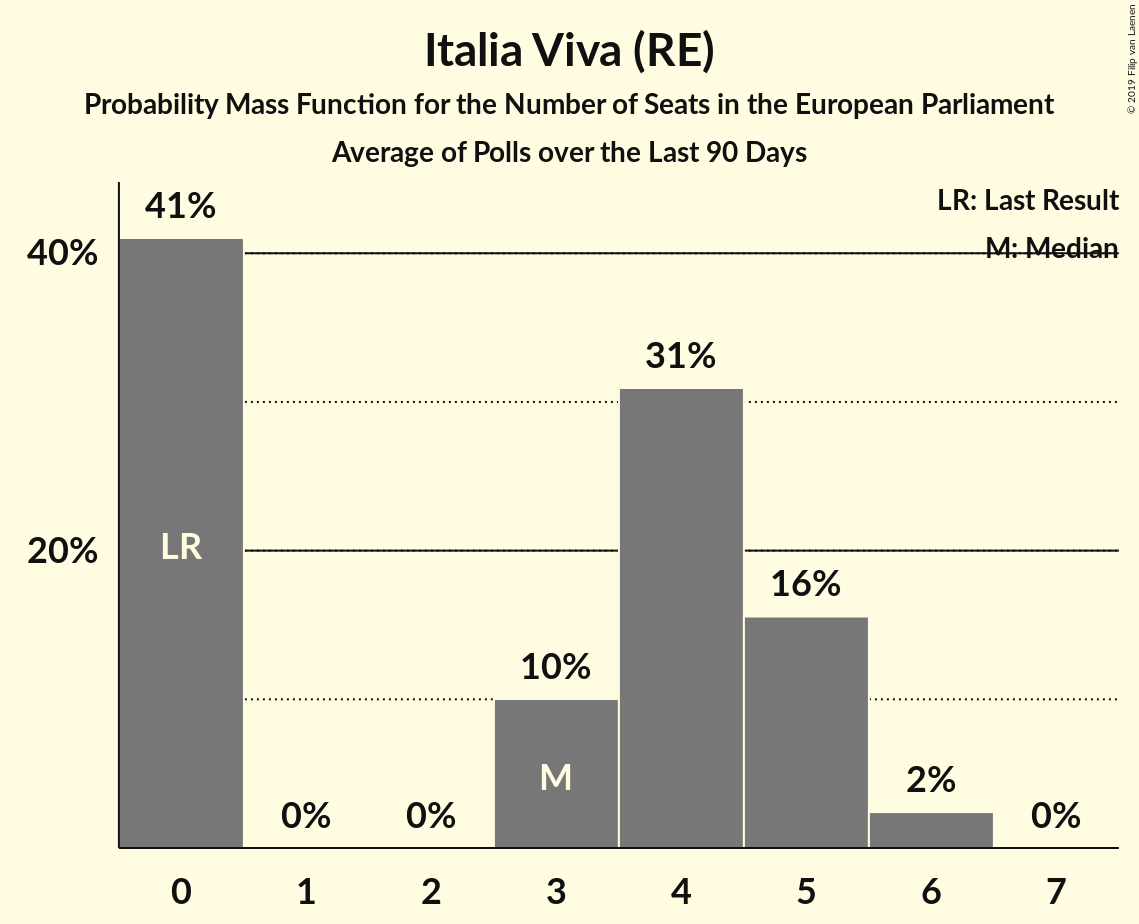 Italia Viva (RE)
Probability Mass Function for the Number of Seats in the European Parliament
Average of Polls over the Last 90 Days
© 2019 Filip van Laenen
LR: Last Result
M: Median
41%
40%
31%
LR
20%
16%
10%
M
2%
0%
0%
0%
0
1
2
3
4
5
6
7